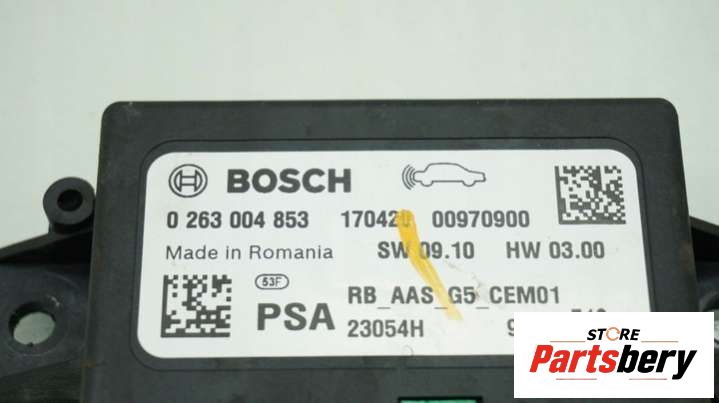 BOSCH
0 263 004 853 170420 00970900
Made in Romania SW 09.10 HW 03.00
53F
RB_AAS_G5_CEM01
PSA 23054H
STORE
Partsbery